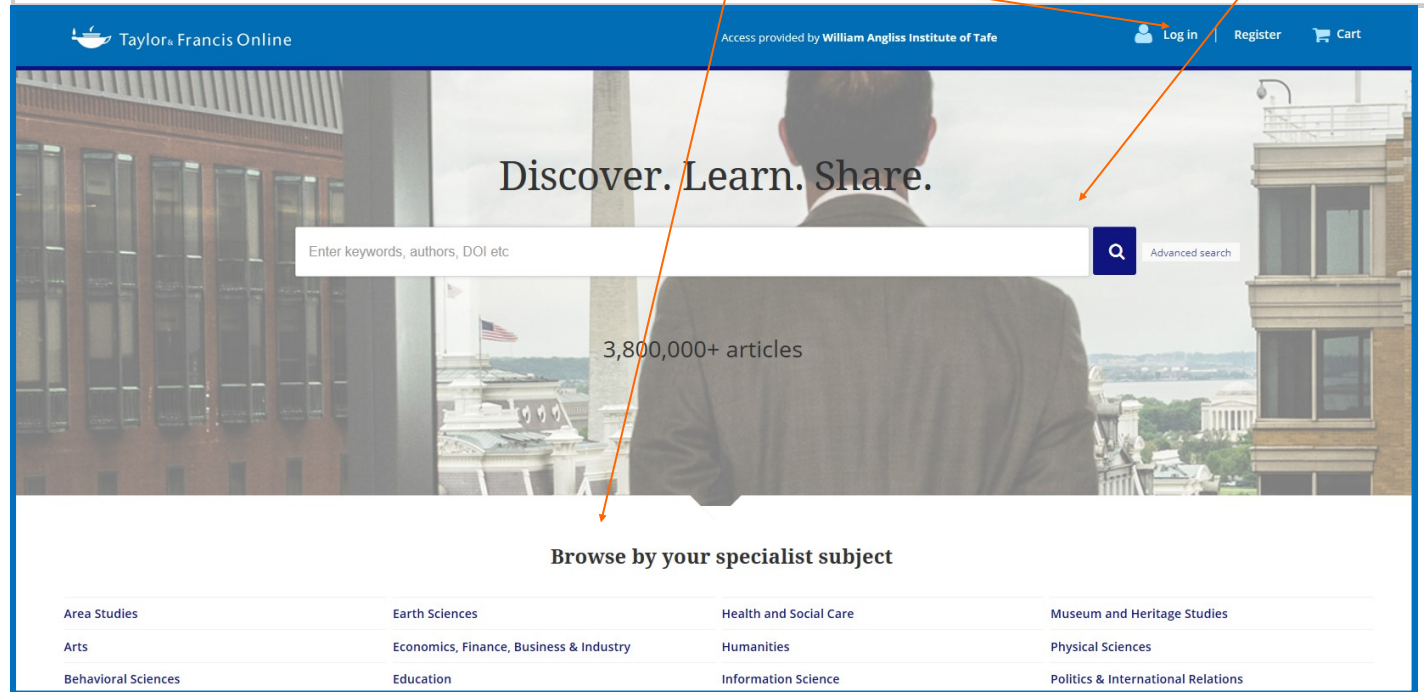 Taylor & Francis Online
Access provided by William Angliss Institute of Tafe
Log in | Register Cart
Discover. Learn. Share.
Enter keywords, authors, DOI etc
Advanced search
3,800,000+ articles
Browse by your specialist subject
Area Studies Earth Sciences Health and Social Care Museum and Heritage Studies
Arts Economics, Finance, Business & Industry Humanities Physical Sciences
Behavioral Sciences Education Information Science Politics & International Relations